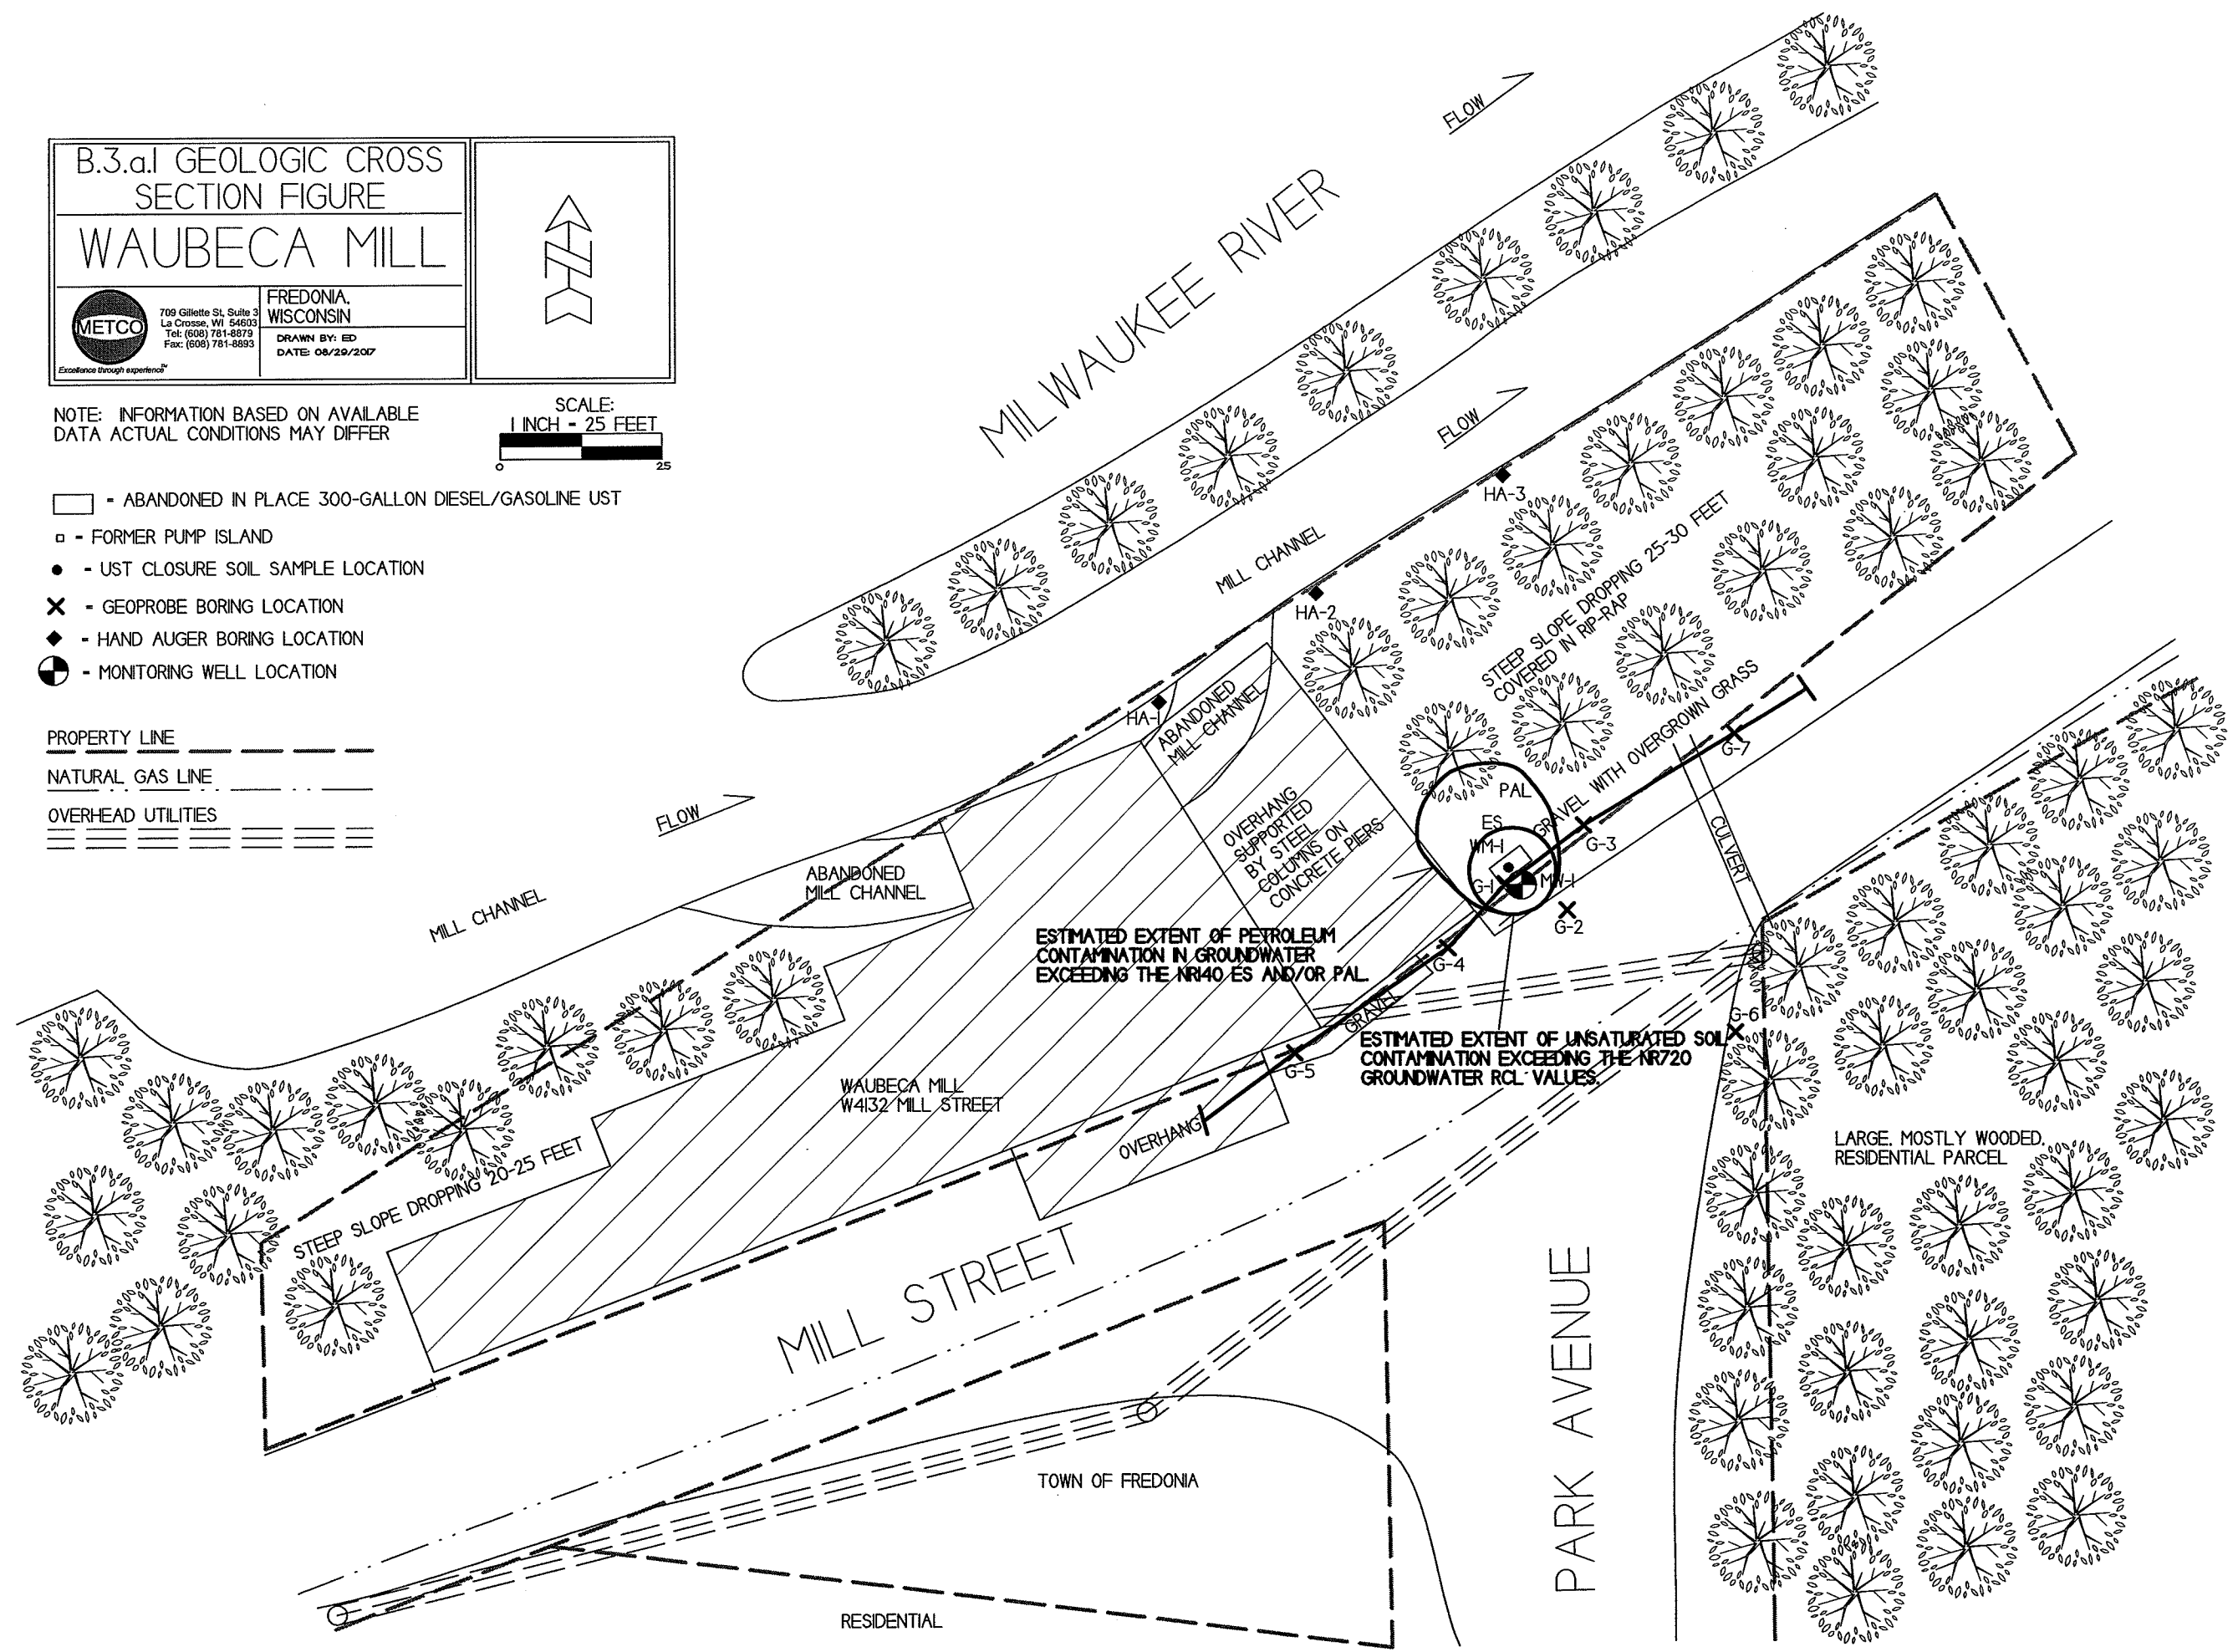 B.3.a.1 GEOLOGIC CROSS
SECTION FIGURE
WAUBECA MILL
METCO
Excellence through experience™
709 Gillette St, Suite 3
La Crosse, WI 54603
Tel: (608) 781-8879
Fax: (608) 781-8893
FREDONIA,
WISCONSIN
DRAWN BY: ED
DATE: 08/29/2017
N
NOTE: INFORMATION BASED ON AVAILABLE
DATA ACTUAL CONDITIONS MAY DIFFER
SCALE:
1 INCH = 25 FEET
0 25
= ABANDONED IN PLACE 300-GALLON DIESEL/GASOLINE UST
= FORMER PUMP ISLAND
= UST CLOSURE SOIL SAMPLE LOCATION
= GEOPROBE BORING LOCATION
= HAND AUGER BORING LOCATION
= MONITORING WELL LOCATION
PROPERTY LINE
NATURAL GAS LINE
OVERHEAD UTILITIES
FLOW
MILWAUKEE RIVER
FLOW
HA-3
MILL CHANNEL
HA-2
STEEP SLOPE DROPPING 25-30 FEET
COVERED IN RIP-RAP
HA-1
ABANDONED
MILL CHANNEL
GRAVEL WITH OVERGROWN GRASS
G-7
FLOW
PAL
ES
WM-1
G-1
MW-1
G-3
G-2
CULVERT
OVERHANG
SUPPORTED
BY STEEL
COLUMNS ON
CONCRETE PIERS
ABANDONED
MILL CHANNEL
MILL CHANNEL
ESTIMATED EXTENT OF PETROLEUM
CONTAMINATION IN GROUNDWATER
EXCEEDING THE NR140 ES AND/OR PAL.
G-4
GRAVEL
G-6
ESTIMATED EXTENT OF UNSATURATED SOIL
CONTAMINATION EXCEEDING THE NR720
GROUNDWATER RCL VALUES.
G-5
WAUBECA MILL
W4132 MILL STREET
OVERHANG
STEEP SLOPE DROPPING 20-25 FEET
LARGE, MOSTLY WOODED,
RESIDENTIAL PARCEL
MILL STREET
PARK AVENUE
TOWN OF FREDONIA
RESIDENTIAL